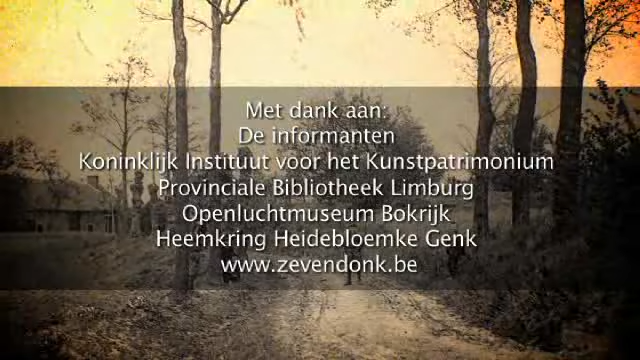 Met dank aan:
De informanten
Koninklijk Instituut voor het Kunstpatrimonium
Provinciale Bibliotheek Limburg
Openluchtmuseum Bokrijk
Heemkring Heidebloemke Genk
www.zevendonk.be